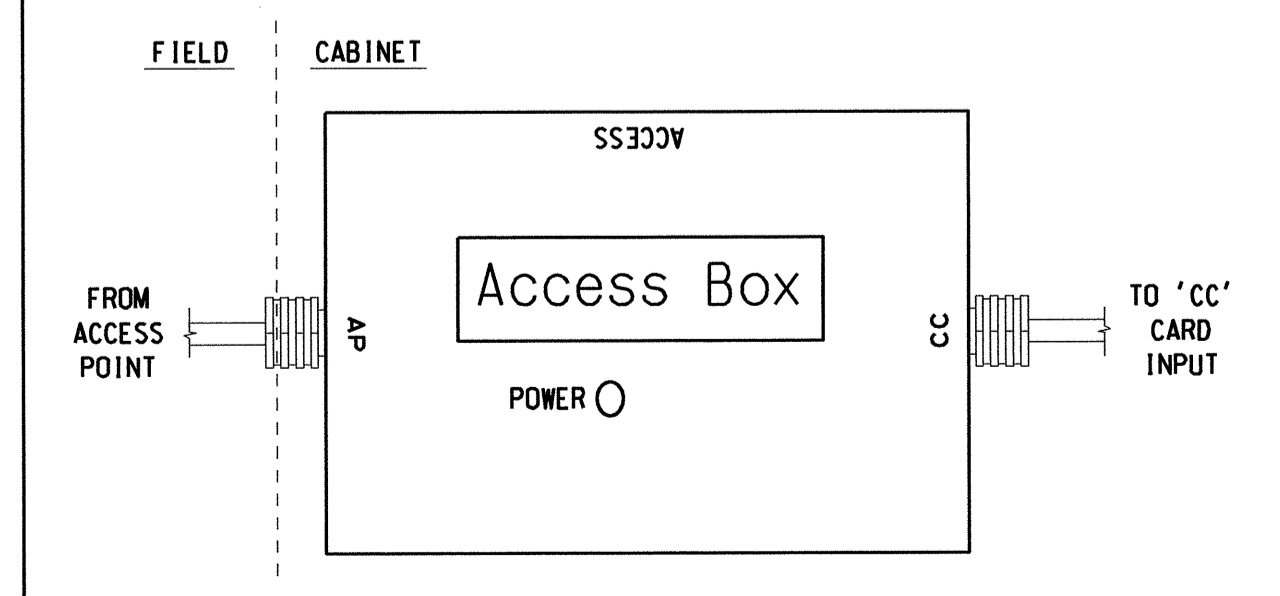 FIELD
CABINET
ACCESS
Access Box
FROM
ACCESS
POINT
AP
CC
TO 'CC'
CARD
INPUT
POWER